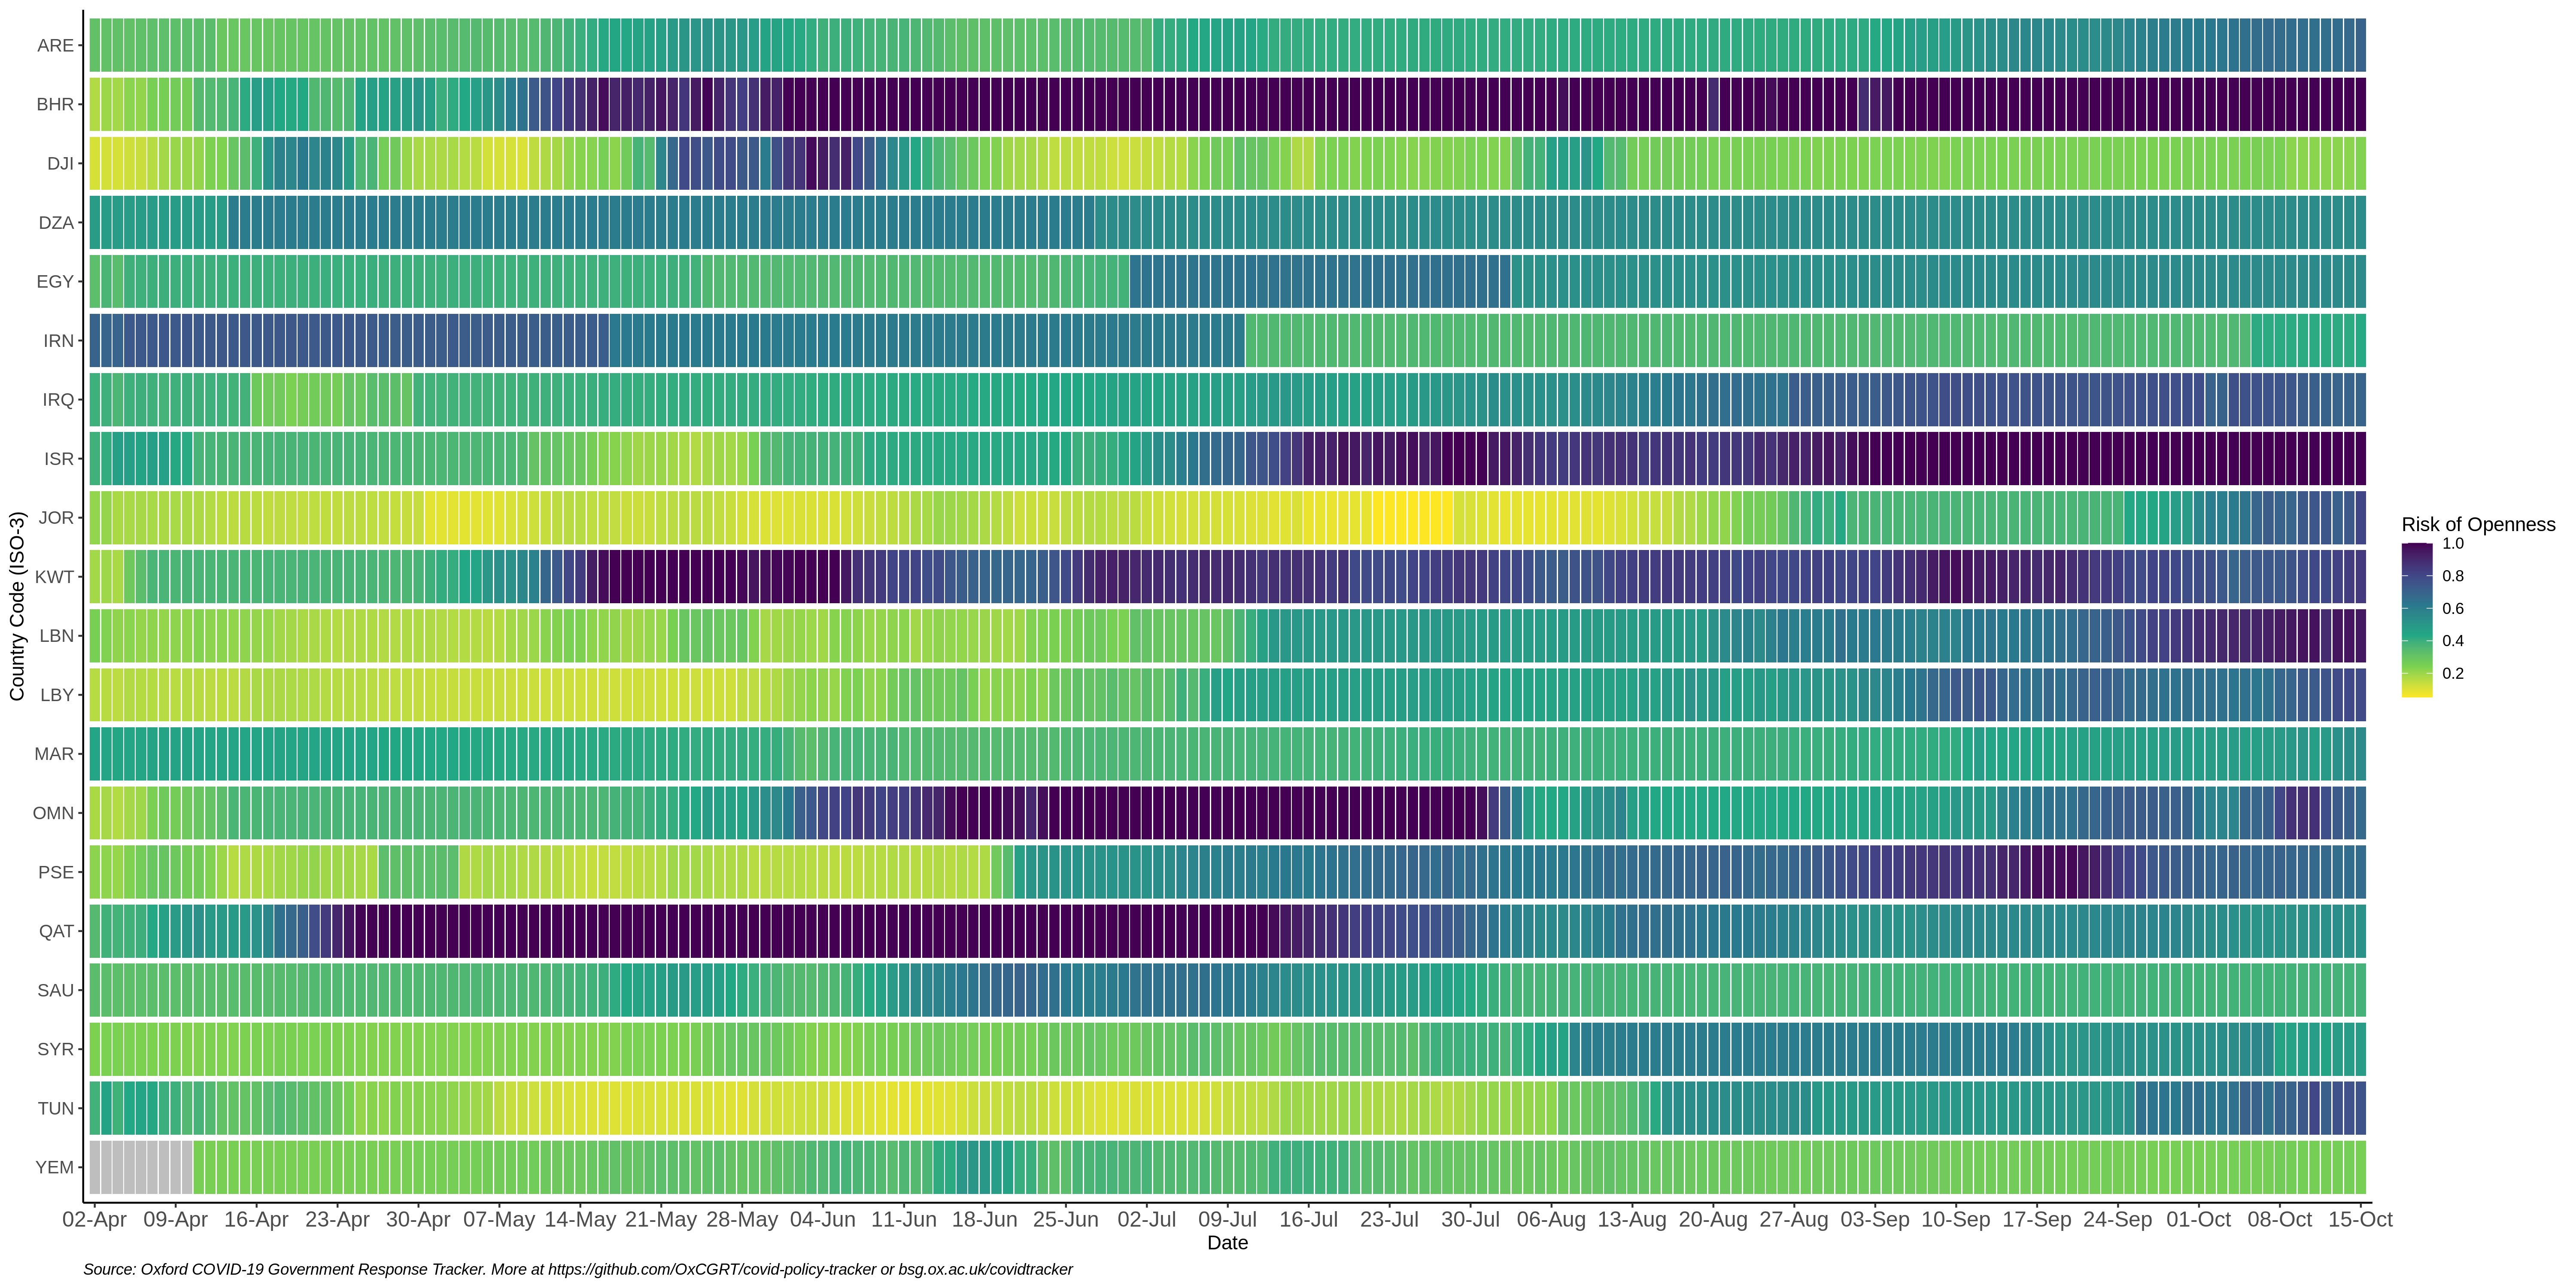 ARE
BHR
DJI
DZA
EGY
IRN
IRQ
ISR
JOR
KWT
LBN
LBY
MAR
OMN
PSE
QAT
SAU
SYR
TUN
YEM
Country Code (ISO-3)
Risk of Openness
1.0
0.8
0.6
0.4
0.2
02-Apr 09-Apr 16-Apr 23-Apr 30-Apr 07-May 14-May 21-May 28-May 04-Jun 11-Jun 18-Jun 25-Jun 02-Jul 09-Jul 16-Jul 23-Jul 30-Jul 06-Aug 13-Aug 20-Aug 27-Aug 03-Sep 10-Sep 17-Sep 24-Sep 01-Oct 08-Oct 15-Oct
Date
Source: Oxford COVID-19 Government Response Tracker. More at https://github.com/OxCGRT/covid-policy-tracker or bsg.ox.ac.uk/covidtracker